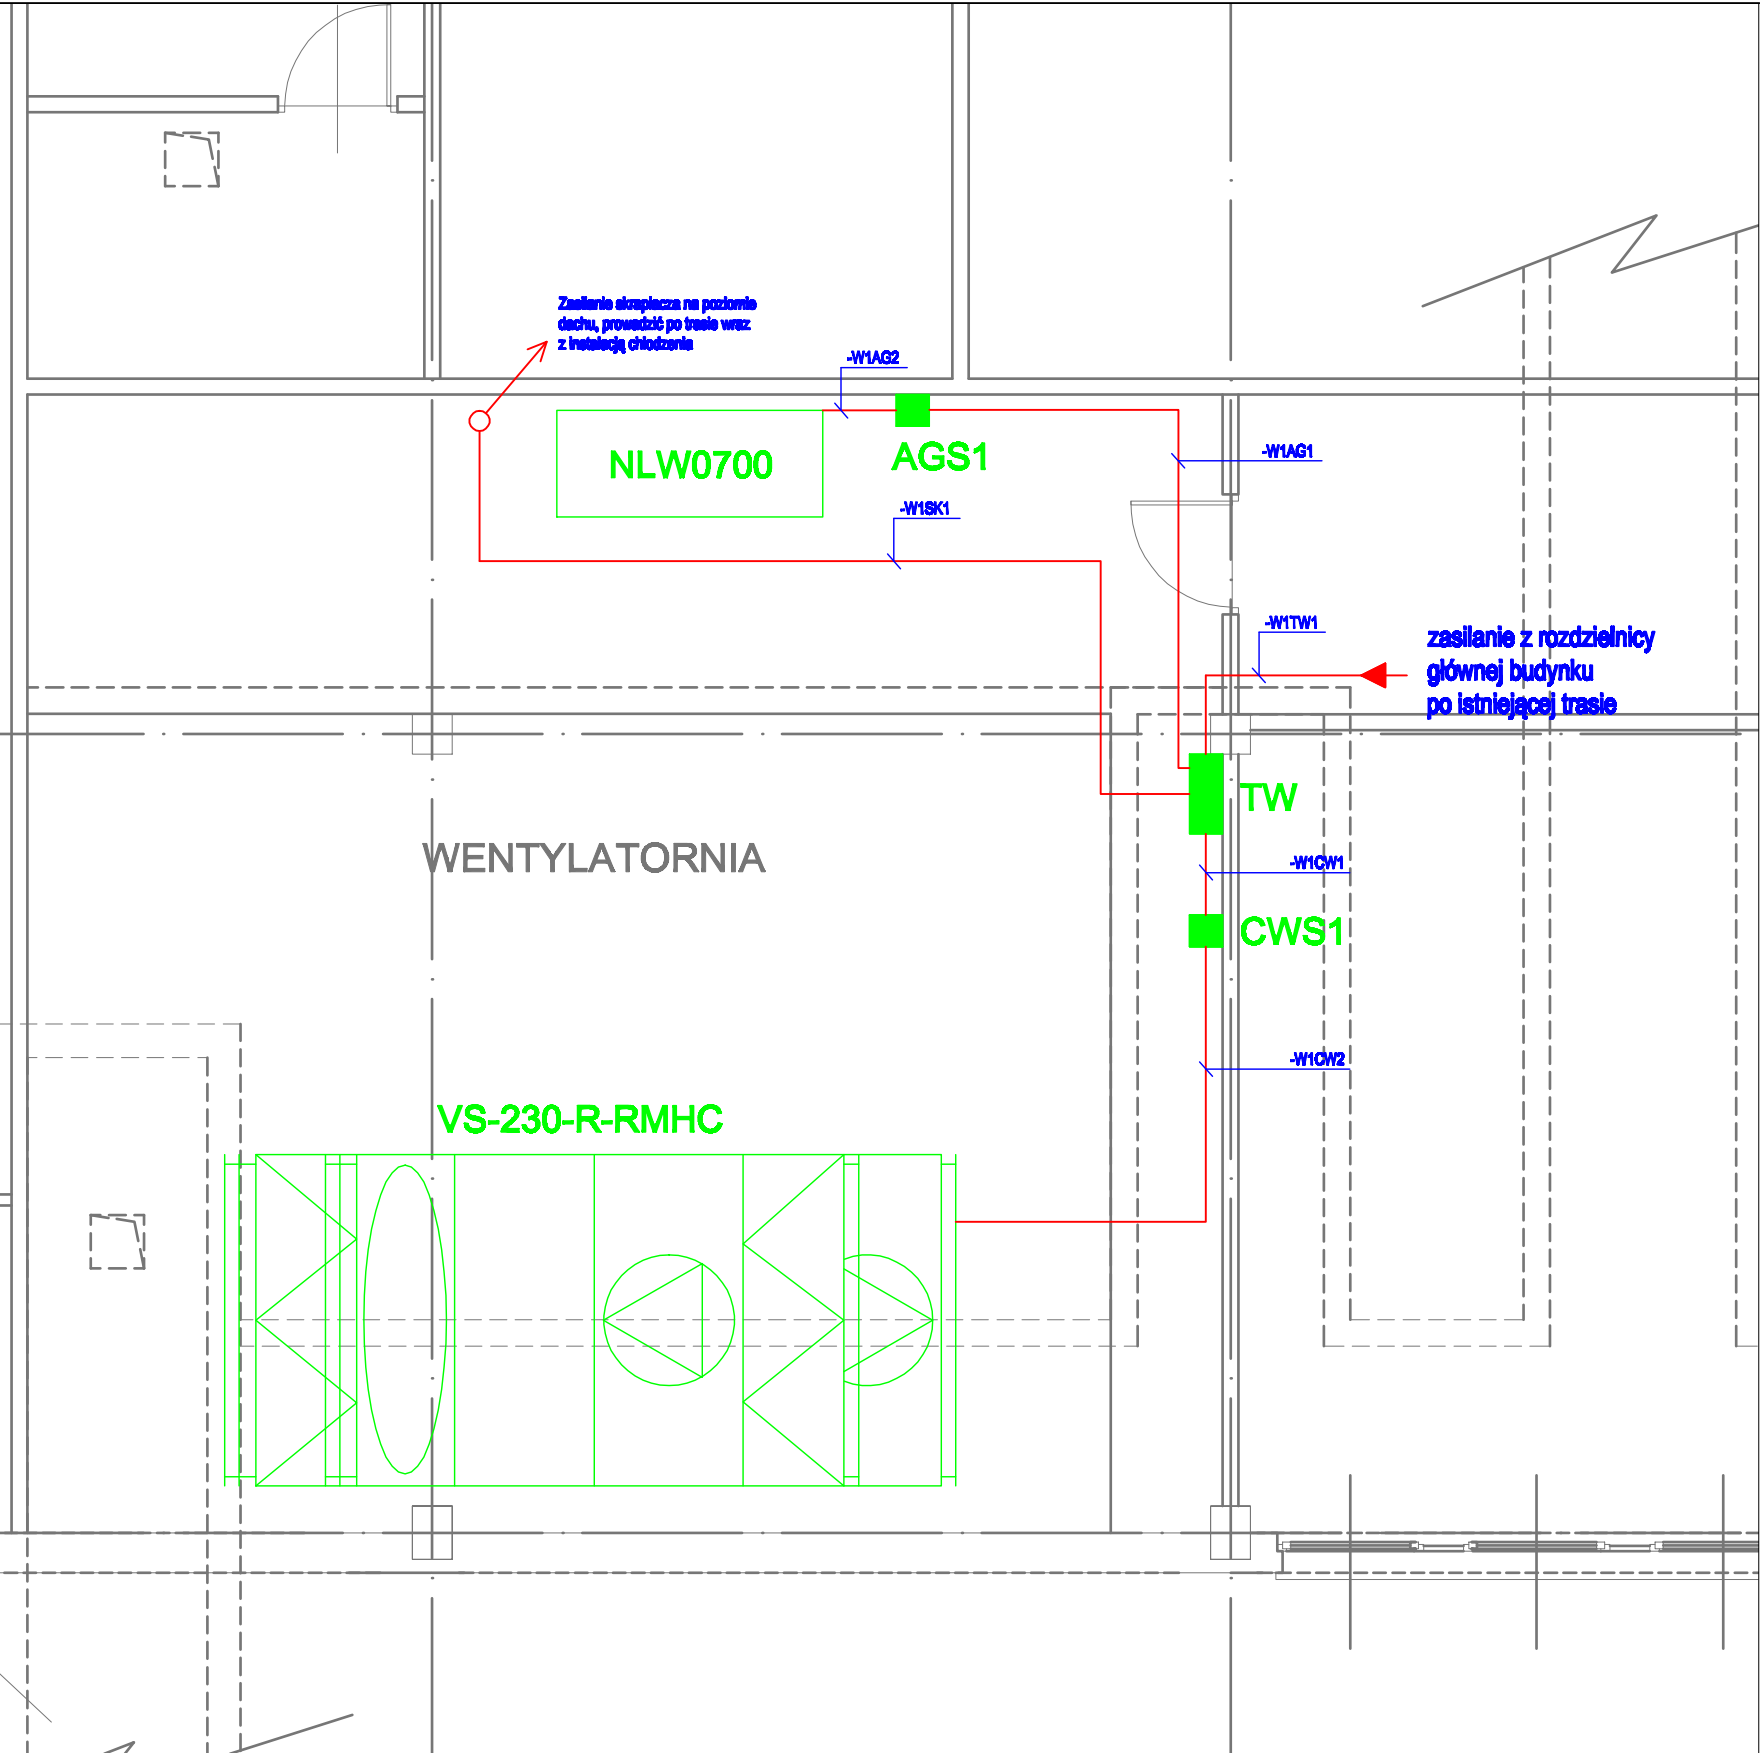 Zasilanie skraplacza na poziomie
dachu, prowadzić po trasie wraz
z instalacją chłodzenia
-W1AG2
AGS1
NLW0700
-W1AG1
-W1SK1
-W1TW1
zasilanie z rozdzielnicy
głównej budynku
po istniejącej trasie
TW
WENTYLATORNIA
-W1CW1
CWS1
-W1CW2
VS-230-R-RMHC